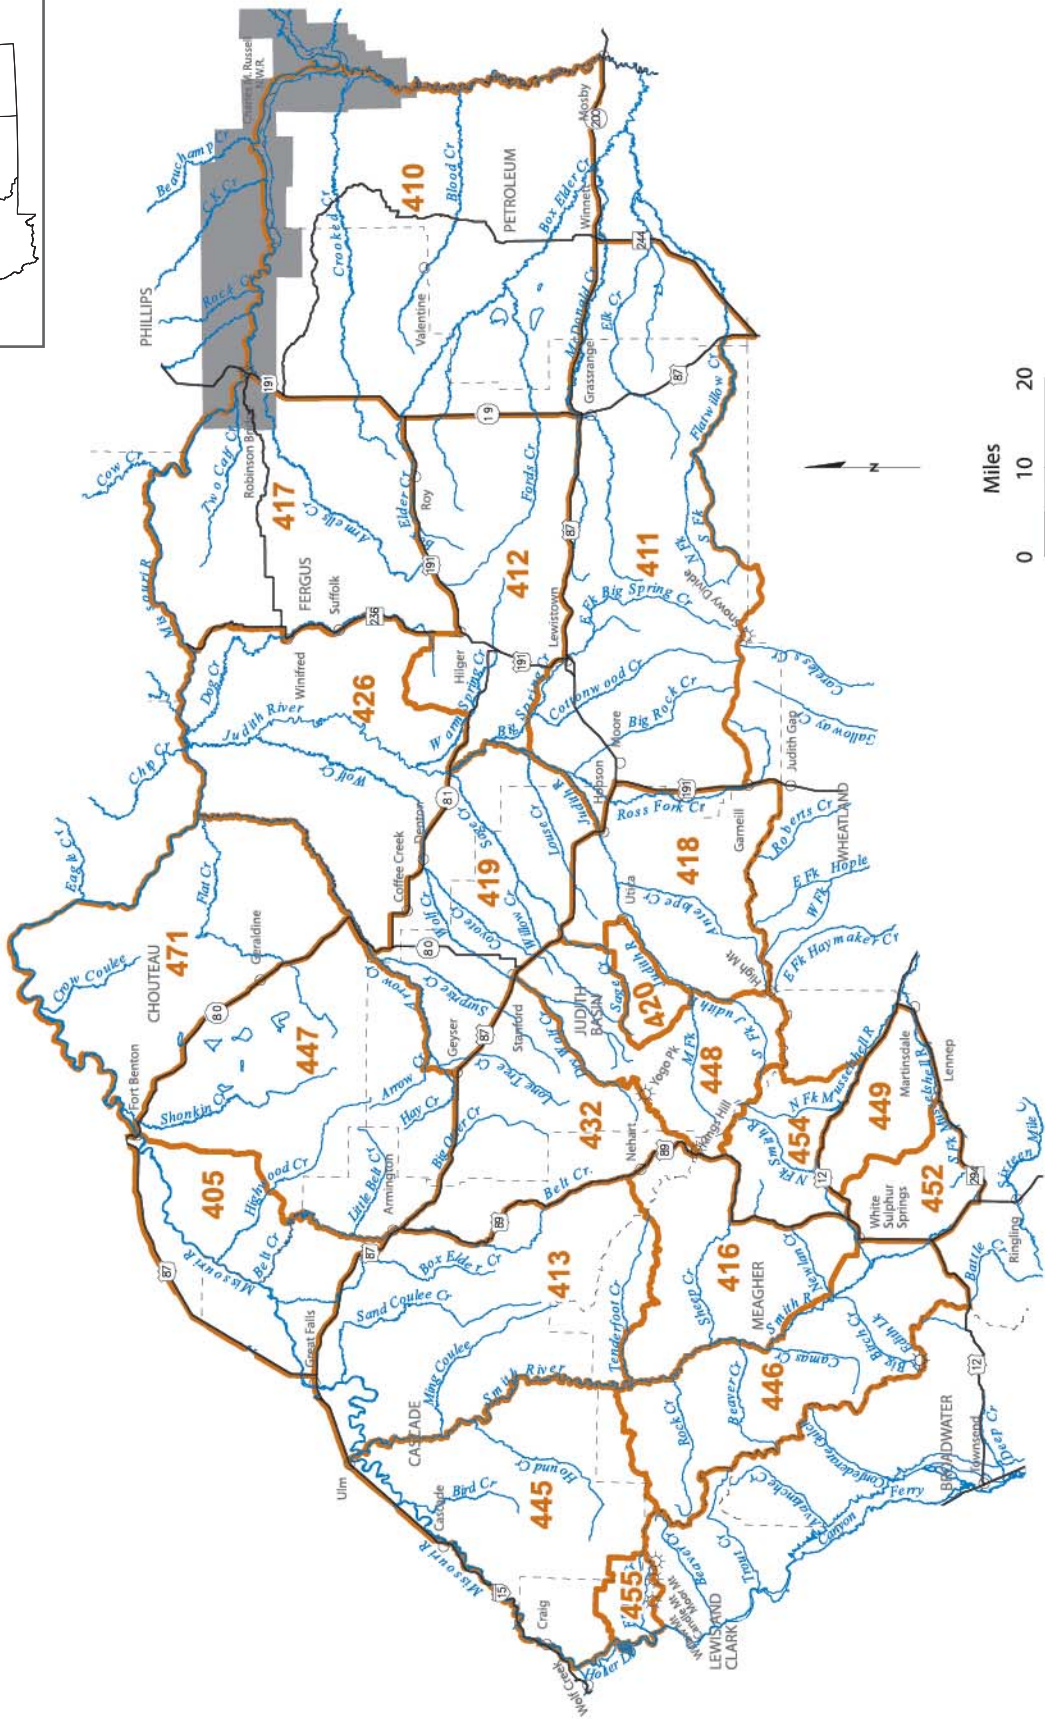 Charles M. Russell
N.W.R.
Beauchamp Cr
C K Cr
Rock Cr
PHILLIPS
Crooked Cr
410
Blood Cr
PETROLEUM
Box Elder Cr
Mosby
200
Winnett
244
Valentine
McDonald Cr
Elk Cr
Grassrange
87
Flatwillow Cr
191
19
Cow Cr
Two Calf Cr
417
Armells Cr
Missouri R
FERGUS
Suffolk
236
Box Elder Cr
Roy
191
Fords Cr
412
87
411
N Fk
S Fk
Snowy Divide
E Fk Big Spring Cr
Lewistown
Dog Cr
Winifred
Judith River
426
Hilger
Warm Spring Cr
191
Big Spring Cr
Cottonwood Cr
Big Rock Cr
Careless Cr
Galloway Cr
Moore
Judith Gap
Chip Cr
Wolf Cr
81
Denton
Coffee Creek
Sage Cr
Louse Cr
Judith R
Hobson
191
Ross Fork Cr
Garneill
418
Roberts Cr
WHEATLAND
E Fk Hople
W Fk
Eagle Cr
Flat Cr
Geraldine
CHOUTEAU
471
Crow Coulee
80
447
Fort Benton
Shonkin Cr
80
Wolf Cr
Coyote Cr
Willow Cr
419
Utica
Antelope Cr
High Mt
E Fk Haymaker Cr
Arrow Cr
Surprise Cr
Geyser
87
Stanford
JUDITH
BASIN
Sage Cr
Judith R
420
Dry Wolf Cr
Lone Tree Cr
Yogo Pk
M Fk
448
S Fk Judith R
Arrow Cr
Hay Cr
Big Otter Cr
Little Belt Cr
Armington
405
Highwood Cr
432
Nehart
Kings Hill
89
N Fk Smith R
454
N Fk Musselshell R
449
Martinsdale
Lennep
12
White
Sulphur
Springs
452
294
Sixteen Mile
Ringling
Battle
Belt Cr
89
Belt Cr.
87
Missouri R
87
Box Elder Cr
413
Sand Coulee Cr
Great Falls
Ming Coulee
Smith River
Tenderfoot Cr
Sheep Cr
416
MEAGHER
Newlan Cr
Smith R
Big Birch Cr
Edith Lk
Camas Cr
446
Beaver Cr
Rock Cr
12
BROADWATER
Townsend
Deep Cr
Confederate Gulch
Avalanche Cr
Canyon
Ferry
Trout Cr
Beaver Cr
CASCADE
Ulm
Cascade
Bird Cr
Hound Cr
445
Missouri R
15
Craig
455
Moor Mt
LEWIS AND
CLARK
Wolf Creek
N
Miles
0 10 20